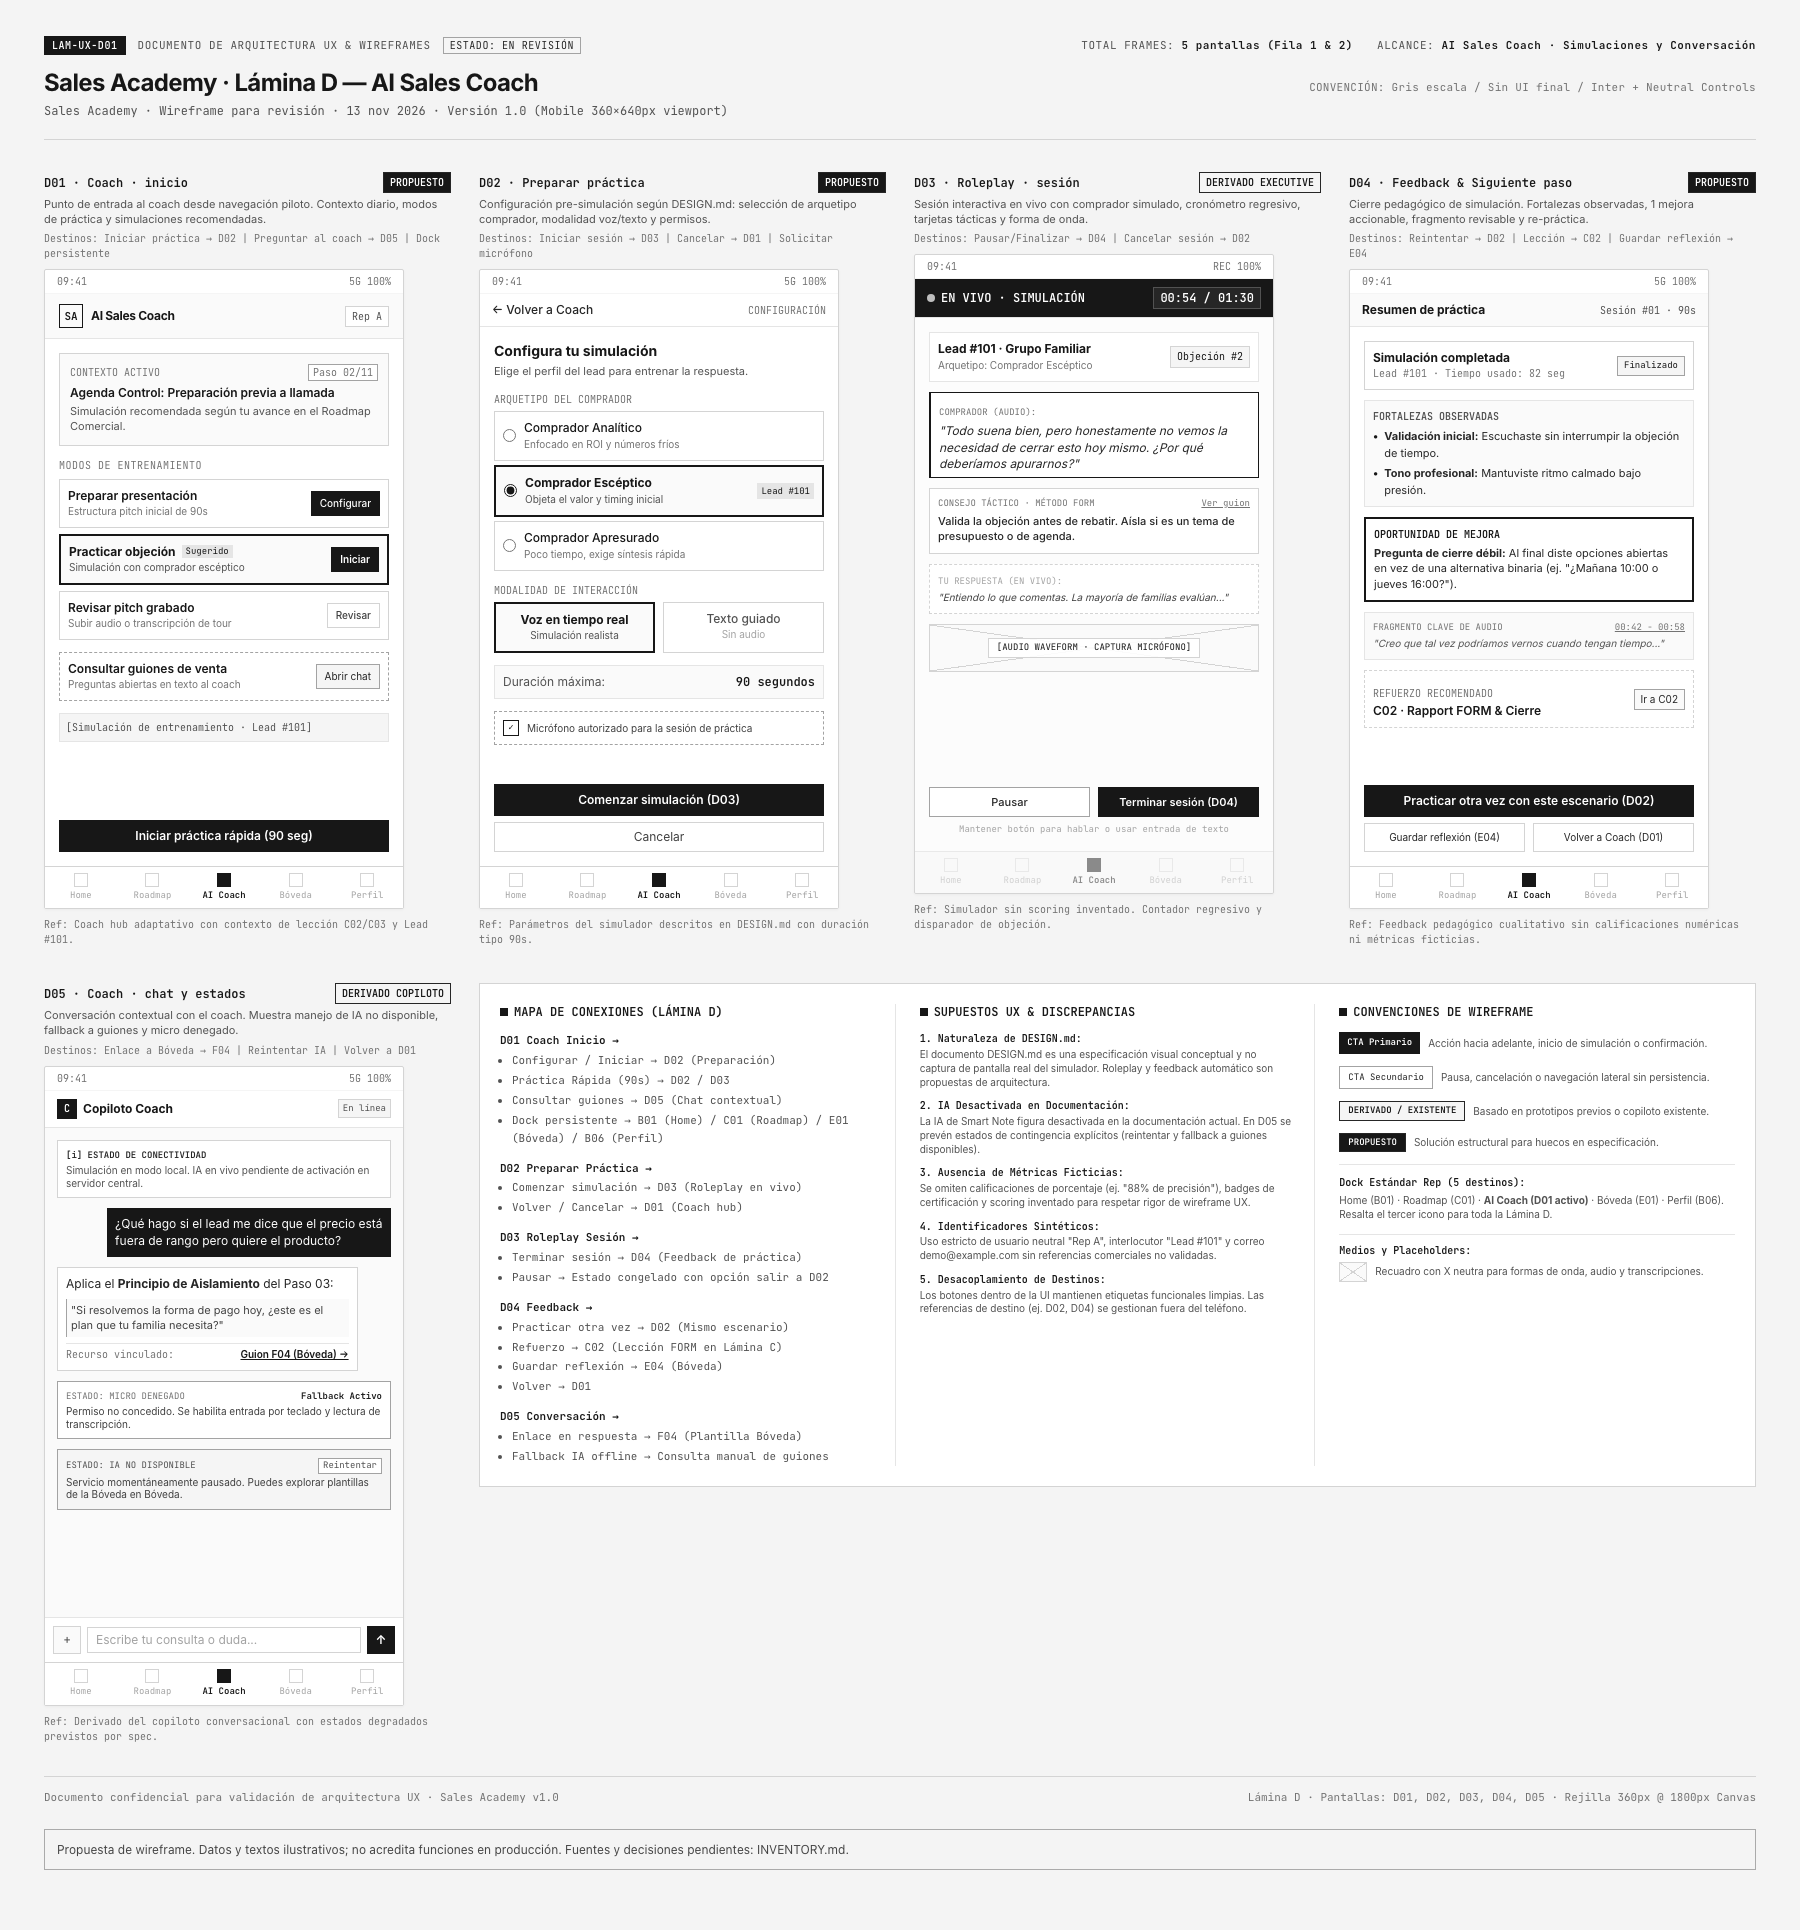 LAM-UX-D01 DOCUMENTO DE ARQUITECTURA UX & WIREFRAMES ESTADO: EN REVISIÓN
TOTAL FRAMES: 5 pantallas (Fila 1 & 2) ALCANCE: AI Sales Coach · Simulaciones y Conversación
Sales Academy · Lámina D — AI Sales Coach
CONVENCIÓN: Gris escala / Sin UI final / Inter + Neutral Controls
Sales Academy · Wireframe para revisión · 13 nov 2026 · Versión 1.0 (Mobile 360×640px viewport)
D01 · Coach · inicio PROPUESTO
Punto de entrada al coach desde navegación piloto. Contexto diario, modos
de práctica y simulaciones recomendadas.
Destinos: Iniciar práctica → D02 | Preguntar al coach → D05 | Dock
persistente
09:41 5G 100%
SA AI Sales Coach Rep A
CONTEXTO ACTIVO Paso 02/11
Agenda Control: Preparación previa a llamada
Simulación recomendada según tu avance en el Roadmap
Comercial.
MODOS DE ENTRENAMIENTO
Preparar presentación
Estructura pitch inicial de 90s
Configurar
Practicar objeción Sugerido
Simulación con comprador escéptico
Iniciar
Revisar pitch grabado
Subir audio o transcripción de tour
Revisar
Consultar guiones de venta
Preguntas abiertas en texto al coach
Abrir chat
[Simulación de entrenamiento · Lead #101]
Iniciar práctica rápida (90 seg)
Home Roadmap AI Coach Bóveda Perfil
Ref: Coach hub adaptativo con contexto de lección C02/C03 y Lead
#101.
D02 · Preparar práctica PROPUESTO
Configuración pre-simulación según DESIGN.md: selección de arquetipo
comprador, modalidad voz/texto y permisos.
Destinos: Iniciar sesión → D03 | Cancelar → D01 | Solicitar
micrófono
09:41 5G 100%
← Volver a Coach CONFIGURACIÓN
Configura tu simulación
Elige el perfil del lead para entrenar la respuesta.
ARQUETIPO DEL COMPRADOR
Comprador Analítico
Enfocado en ROI y números fríos
Comprador Escéptico
Objeta el valor y timing inicial
Lead #101
Comprador Apresurado
Poco tiempo, exige síntesis rápida
MODALIDAD DE INTERACCIÓN
Voz en tiempo real
Simulación realista
Texto guiado
Sin audio
Duración máxima: 90 segundos
✓ Micrófono autorizado para la sesión de práctica
Comenzar simulación (D03)
Cancelar
Home Roadmap AI Coach Bóveda Perfil
Ref: Parámetros del simulador descritos en DESIGN.md con duración
tipo 90s.
D03 · Roleplay · sesión DERIVADO EXECUTIVE
Sesión interactiva en vivo con comprador simulado, cronómetro regresivo,
tarjetas tácticas y forma de onda.
Destinos: Pausar/Finalizar → D04 | Cancelar sesión → D02
09:41 REC 100%
EN VIVO · SIMULACIÓN 00:54 / 01:30
Lead #101 · Grupo Familiar
Arquetipo: Comprador Escéptico
Objeción #2
COMPRADOR (AUDIO):
"Todo suena bien, pero honestamente no vemos la
necesidad de cerrar esto hoy mismo. ¿Por qué
deberíamos apurarnos?"
CONSEJO TÁCTICO · MÉTODO FORM Ver guion
Valida la objeción antes de rebatir. Aísla si es un tema de
presupuesto o de agenda.
TU RESPUESTA (EN VIVO):
"Entiendo lo que comentas. La mayoría de familias evalúan..."
[AUDIO WAVEFORM · CAPTURA MICRÓFONO]
Pausar Terminar sesión (D04)
Mantener botón para hablar o usar entrada de texto
Home Roadmap AI Coach Bóveda Perfil
Ref: Simulador sin scoring inventado. Contador regresivo y
disparador de objeción.
D04 · Feedback & Siguiente paso PROPUESTO
Cierre pedagógico de simulación. Fortalezas observadas, 1 mejora
accionable, fragmento revisable y re-práctica.
Destinos: Reintentar → D02 | Lección → C02 | Guardar reflexión →
E04
09:41 5G 100%
Resumen de práctica Sesión #01 · 90s
Simulación completada
Lead #101 · Tiempo usado: 82 seg
Finalizado
FORTALEZAS OBSERVADAS
• Validación inicial: Escuchaste sin interrumpir la objeción
de tiempo.
• Tono profesional: Mantuviste ritmo calmado bajo
presión.
OPORTUNIDAD DE MEJORA
Pregunta de cierre débil: Al final diste opciones abiertas
en vez de una alternativa binaria (ej. "¿Mañana 10:00 o
jueves 16:00?").
FRAGMENTO CLAVE DE AUDIO 00:42 - 00:58
"Creo que tal vez podríamos vernos cuando tengan tiempo..."
REFUERZO RECOMENDADO
C02 · Rapport FORM & Cierre
Ir a C02
Practicar otra vez con este escenario (D02)
Guardar reflexión (E04) Volver a Coach (D01)
Home Roadmap AI Coach Bóveda Perfil
Ref: Feedback pedagógico cualitativo sin calificaciones numéricas
ni métricas ficticias.
D05 · Coach · chat y estados DERIVADO COPILOTO
Conversación contextual con el coach. Muestra manejo de IA no disponible,
fallback a guiones y micro denegado.
Destinos: Enlace a Bóveda → F04 | Reintentar IA | Volver a D01
09:41 5G 100%
C Copiloto Coach En línea
[i] ESTADO DE CONECTIVIDAD
Simulación en modo local. IA en vivo pendiente de activación en
servidor central.
¿Qué hago si el lead me dice que el precio está
fuera de rango pero quiere el producto?
Aplica el Principio de Aislamiento del Paso 03:
"Si resolvemos la forma de pago hoy, ¿este es el
plan que tu familia necesita?"
Recurso vinculado: Guion F04 (Bóveda) →
ESTADO: MICRO DENEGADO Fallback Activo
Permiso no concedido. Se habilita entrada por teclado y lectura de
transcripción.
ESTADO: IA NO DISPONIBLE Reintentar
Servicio momentáneamente pausado. Puedes explorar plantillas
de la Bóveda en Bóveda.
+ Escribe tu consulta o duda... ↑
Home Roadmap AI Coach Bóveda Perfil
Ref: Derivado del copiloto conversacional con estados degradados
previstos por spec.
MAPA DE CONEXIONES (LÁMINA D)
D01 Coach Inicio →
• Configurar / Iniciar → D02 (Preparación)
• Práctica Rápida (90s) → D02 / D03
• Consultar guiones → D05 (Chat contextual)
• Dock persistente → B01 (Home) / C01 (Roadmap) / E01
(Bóveda) / B06 (Perfil)
D02 Preparar Práctica →
• Comenzar simulación → D03 (Roleplay en vivo)
• Volver / Cancelar → D01 (Coach hub)
D03 Roleplay Sesión →
• Terminar sesión → D04 (Feedback de práctica)
• Pausar → Estado congelado con opción salir a D02
D04 Feedback →
• Practicar otra vez → D02 (Mismo escenario)
• Refuerzo → C02 (Lección FORM en Lámina C)
• Guardar reflexión → E04 (Bóveda)
• Volver → D01
D05 Conversación →
• Enlace en respuesta → F04 (Plantilla Bóveda)
• Fallback IA offline → Consulta manual de guiones
SUPUESTOS UX & DISCREPANCIAS
1. Naturaleza de DESIGN.md:
El documento DESIGN.md es una especificación visual conceptual y no
captura de pantalla real del simulador. Roleplay y feedback automático son
propuestas de arquitectura.
2. IA Desactivada en Documentación:
La IA de Smart Note figura desactivada en la documentación actual. En D05 se
prevén estados de contingencia explícitos (reintentar y fallback a guiones
disponibles).
3. Ausencia de Métricas Ficticias:
Se omiten calificaciones de porcentaje (ej. "88% de precisión"), badges de
certificación y scoring inventado para respetar rigor de wireframe UX.
4. Identificadores Sintéticos:
Uso estricto de usuario neutral "Rep A", interlocutor "Lead #101" y correo
demo@example.com sin referencias comerciales no validadas.
5. Desacoplamiento de Destinos:
Los botones dentro de la UI mantienen etiquetas funcionales limpias. Las
referencias de destino (ej. D02, D04) se gestionan fuera del teléfono.
CONVENCIONES DE WIREFRAME
CTA Primario Acción hacia adelante, inicio de simulación o confirmación.
CTA Secundario Pausa, cancelación o navegación lateral sin persistencia.
DERIVADO / EXISTENTE Basado en prototipos previos o copiloto existente.
PROPUESTO Solución estructural para huecos en especificación.
Dock Estándar Rep (5 destinos):
Home (B01) · Roadmap (C01) · AI Coach (D01 activo) · Bóveda (E01) · Perfil (B06).
Resalta el tercer icono para toda la Lámina D.
Medios y Placeholders:
Recuadro con X neutra para formas de onda, audio y transcripciones.
Documento confidencial para validación de arquitectura UX · Sales Academy v1.0
Lámina D · Pantallas: D01, D02, D03, D04, D05 · Rejilla 360px @ 1800px Canvas
Propuesta de wireframe. Datos y textos ilustrativos; no acredita funciones en producción. Fuentes y decisiones pendientes: INVENTORY.md.